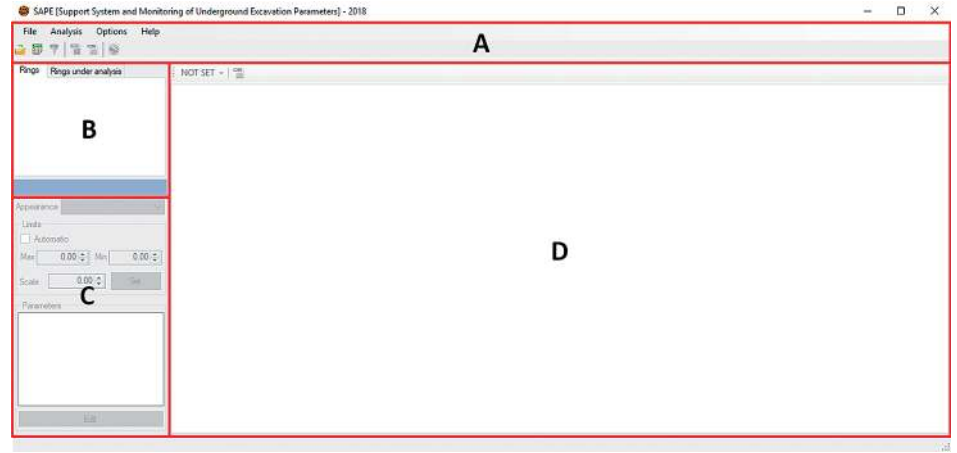 SAPE [Support System and Monitoring of Underground Excavation Parameters] - 2018
File Analysis Options Help
A
Rings Rings under analysis
NOT SET
B
Appearance
Limits
Automatic
Max 0.00 Min 0.00
Scale 0.00 Set
C
Parameters
Edit
D